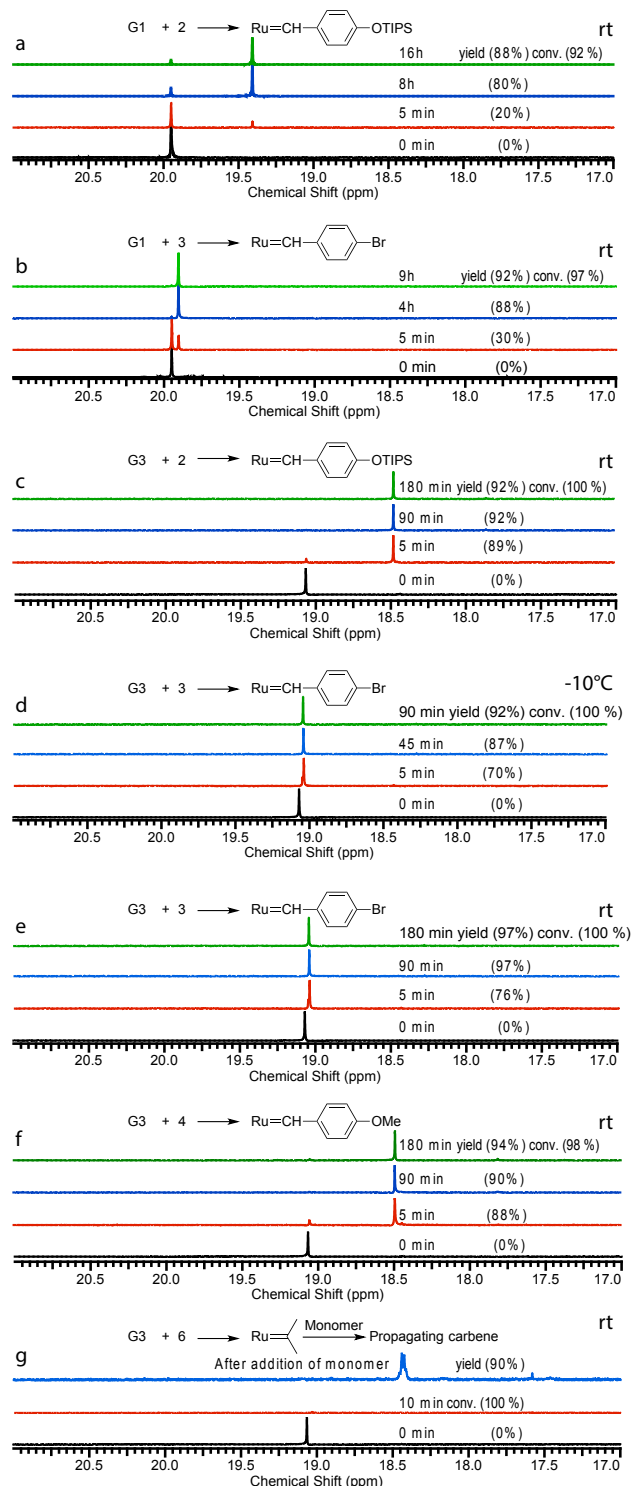 G1 + 2 Ru=CH OTIPS rt
a
16h yield (88%) conv. (92 %)
8h (80%)
5 min (20%)
0 min (0%)
20.5 20.0 19.5 19.0 18.5 18.0 17.5 17.0
Chemical Shift (ppm)
G1 + 3 Ru=CH Br rt
b
9h yield (92%) conv. (97 %)
4h (88%)
5 min (30%)
0 min (0%)
20.5 20.0 19.5 19.0 18.5 18.0 17.5 17.0
Chemical Shift (ppm)
G3 + 2 Ru=CH OTIPS rt
c
180 min yield (92%) conv. (100 %)
90 min (92%)
5 min (89%)
0 min (0%)
20.5 20.0 19.5 19.0 18.5 18.0 17.5 17.0
Chemical Shift (ppm)
G3 + 3 Ru=CH Br -10°C
d
90 min yield (92%) conv. (100 %)
45 min (87%)
5 min (70%)
0 min (0%)
20.5 20.0 19.5 19.0 18.5 18.0 17.5 17.0
Chemical Shift (ppm)
G3 + 3 Ru=CH Br rt
e
180 min yield (97%) conv. (100 %)
90 min (97%)
5 min (76%)
0 min (0%)
20.5 20.0 19.5 19.0 18.5 18.0 17.5 17.0
Chemical Shift (ppm)
G3 + 4 Ru=CH OMe rt
f
180 min yield (94%) conv. (98 %)
90 min (90%)
5 min (88%)
0 min (0%)
20.5 20.0 19.5 19.0 18.5 18.0 17.5 17.0
Chemical Shift (ppm)
G3 + 6 Ru Monomer Propagating carbene rt
g
After addition of monomer yield (90%)
10 min conv. (100 %)
0 min (0%)
20.5 20.0 19.5 19.0 18.5 18.0 17.5 17.0
Chemical Shift (ppm)